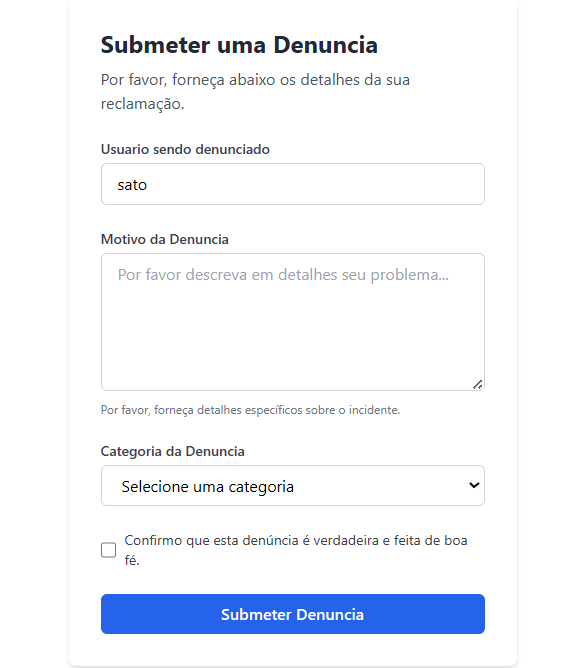 Submeter uma Denuncia
Por favor, forneça abaixo os detalhes da sua
reclamação.
Usuario sendo denunciado
sato
Motivo da Denuncia
Por favor descreva em detalhes seu problema...
Por favor, forneça detalhes específicos sobre o incidente.
Categoria da Denuncia
Selecione uma categoria
Confirmo que esta denúncia é verdadeira e feita de boa
fé.
Submeter Denuncia